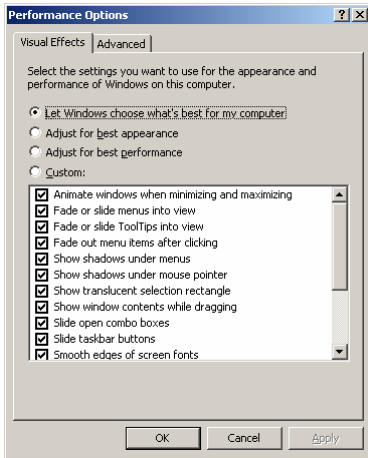 Performance Options
Visual Effects
Advanced
Select the settings you want to use for the appearance and
performance of Windows on this computer.
Let Windows choose what's best for my computer
Adjust for best appearance
Adjust for best performance
Custom:
Animate windows when minimizing and maximizing
Fade or slide menus into view
Fade or slide ToolTips into view
Fade out menu items after clicking
Show shadows under menus
Show shadows under mouse pointer
Show translucent selection rectangle
Show window contents while dragging
Slide open combo boxes
Slide taskbar buttons
Smooth edges of screen fonts
OK
Cancel
Apply